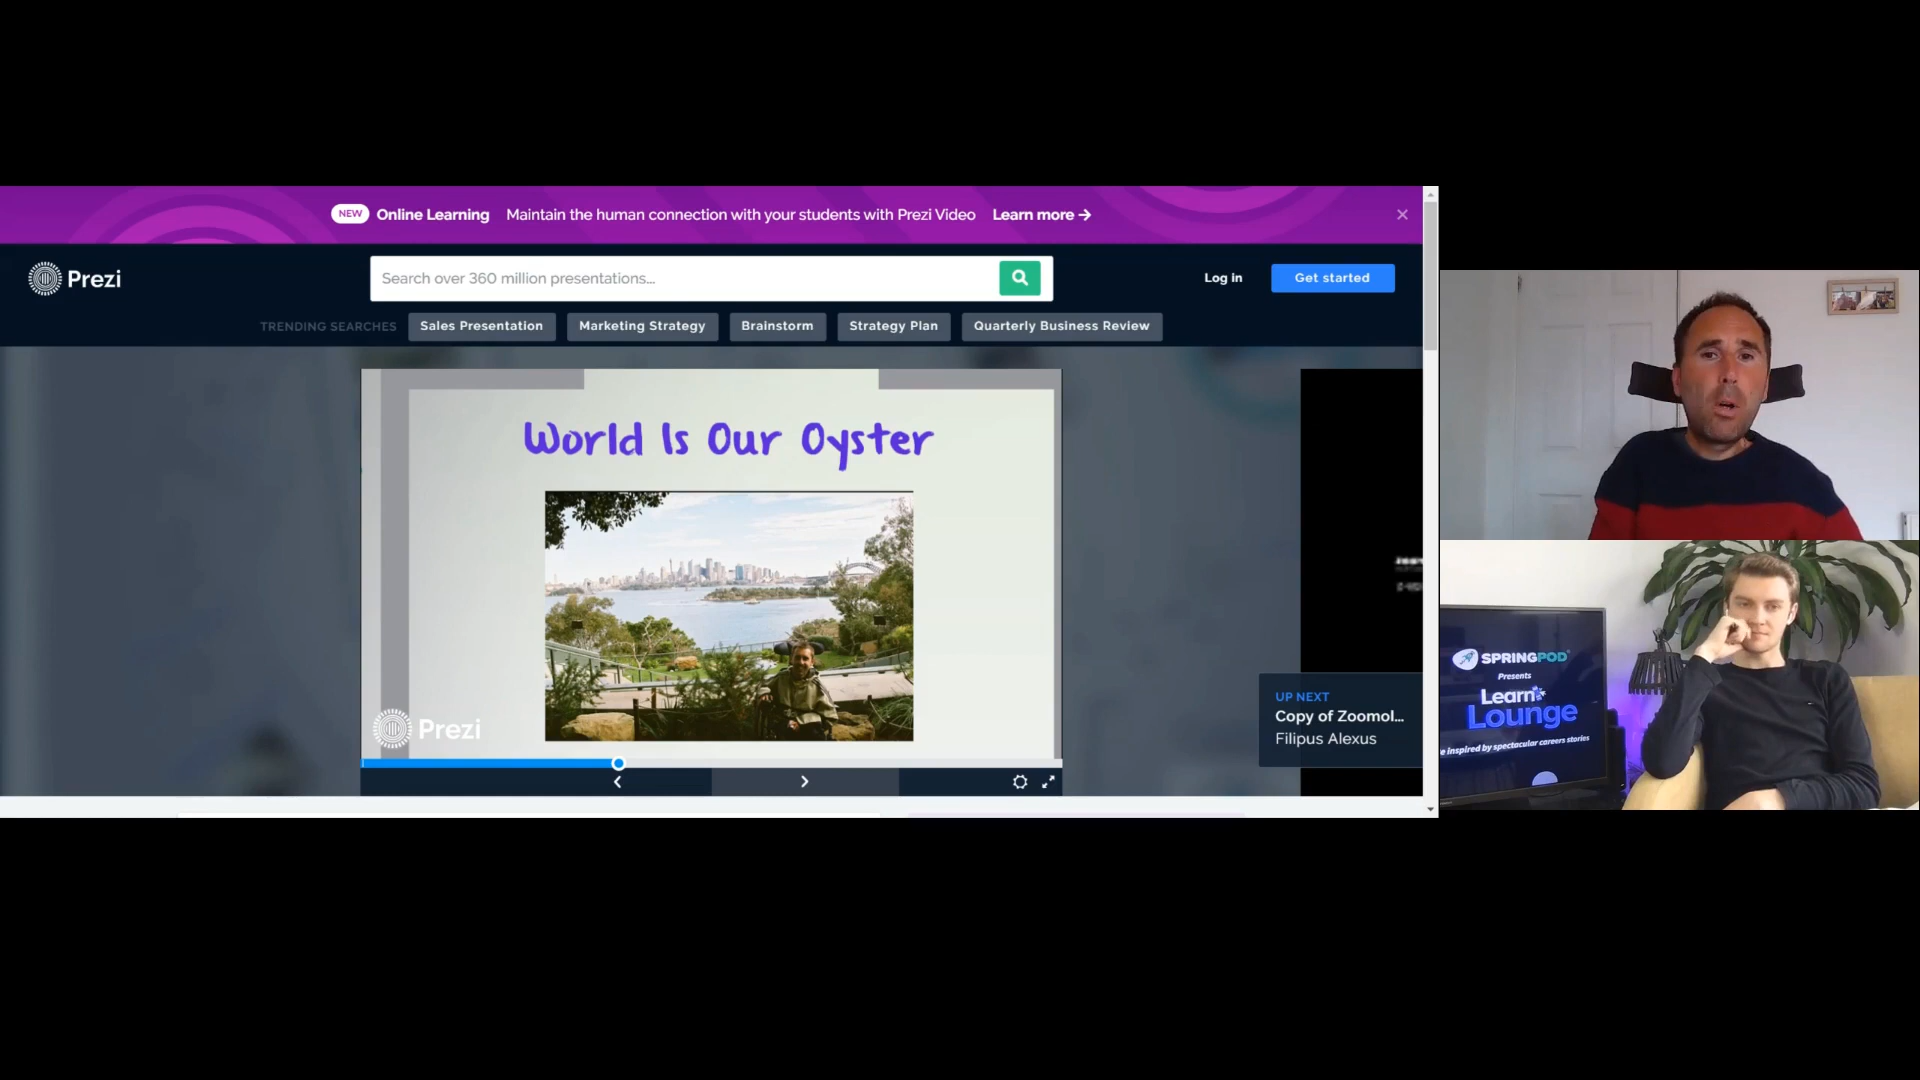 NEW Online Learning Maintain the human connection with your students with Prezi Video Learn more →
Prezi
Search over 360 million presentations...
Log in
Get started
TRENDING SEARCHES Sales Presentation Marketing Strategy Brainstorm Strategy Plan Quarterly Business Review
World Is Our Oyster
Prezi
UP NEXT
Copy of Zoomol...
Filipus Alexus
SPRINGPOD
Presents
Learn
Lounge
inspired by spectacular careers stories